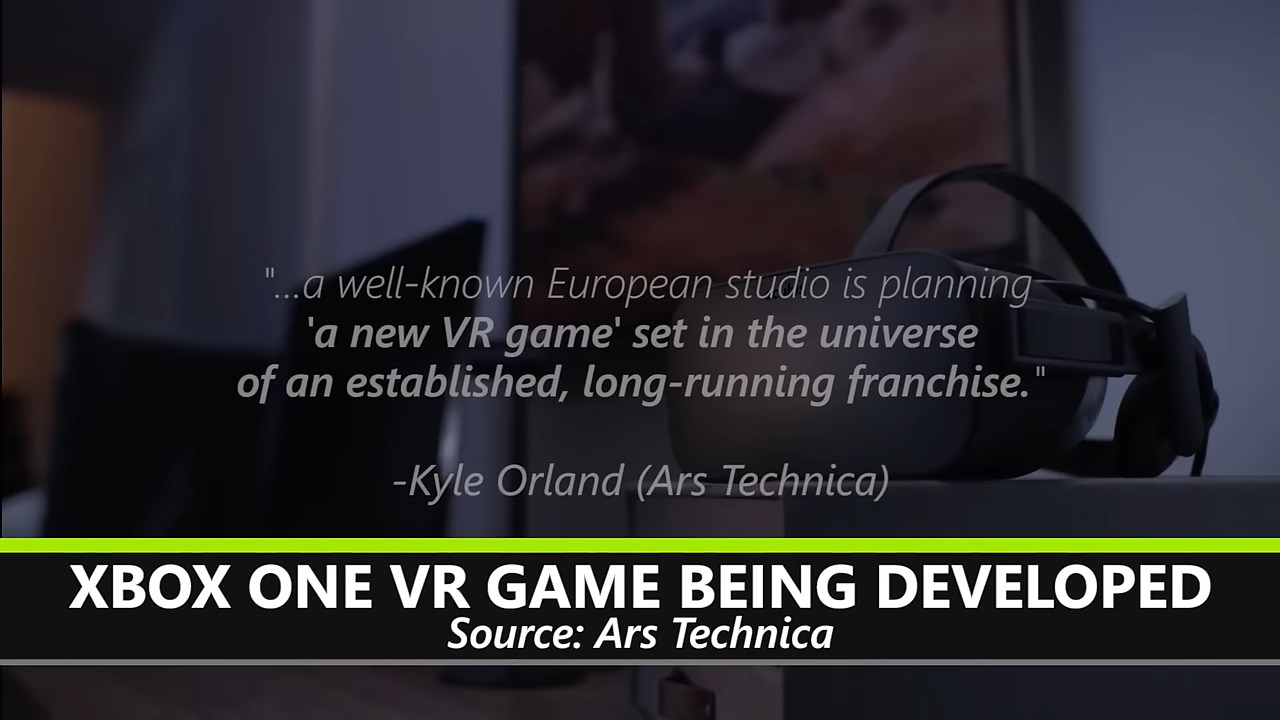 "...a well-known European studio is planning
'a new VR game' set in the universe
of an established, long-running franchise."
-Kyle Orland (Ars Technica)
XBOX ONE VR GAME BEING DEVELOPED
Source: Ars Technica